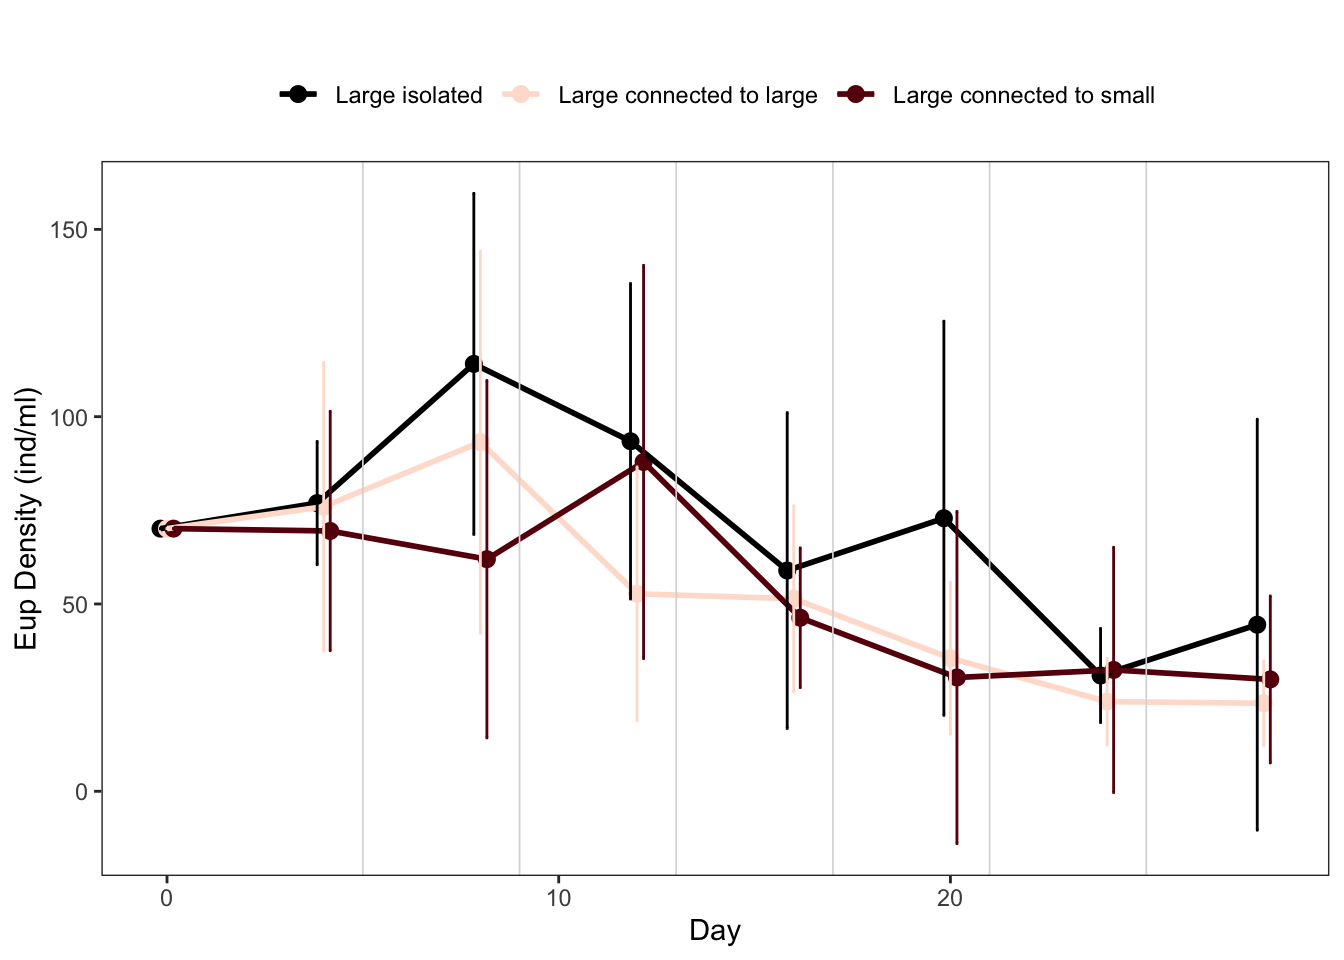 Large isolated Large connected to large Large connected to small
150
100
50
0
Eup Density (ind/ml)
0 10 20
Day